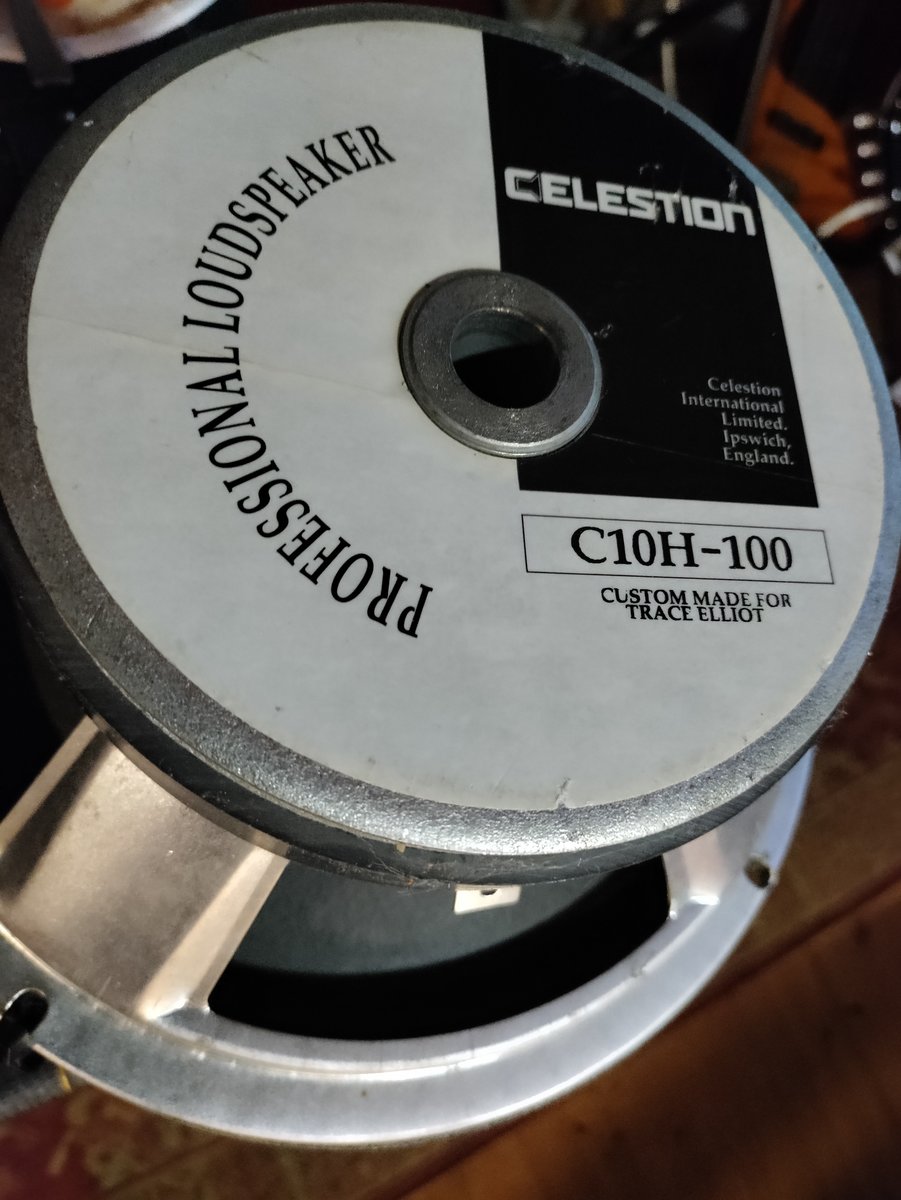 PROFESSIONAL LOUDSPEAKER
CELESTION
Celestion
International
Limited.
Ipswich,
England.
C10H-100
CUSTOM MADE FOR
TRACE ELLIOT